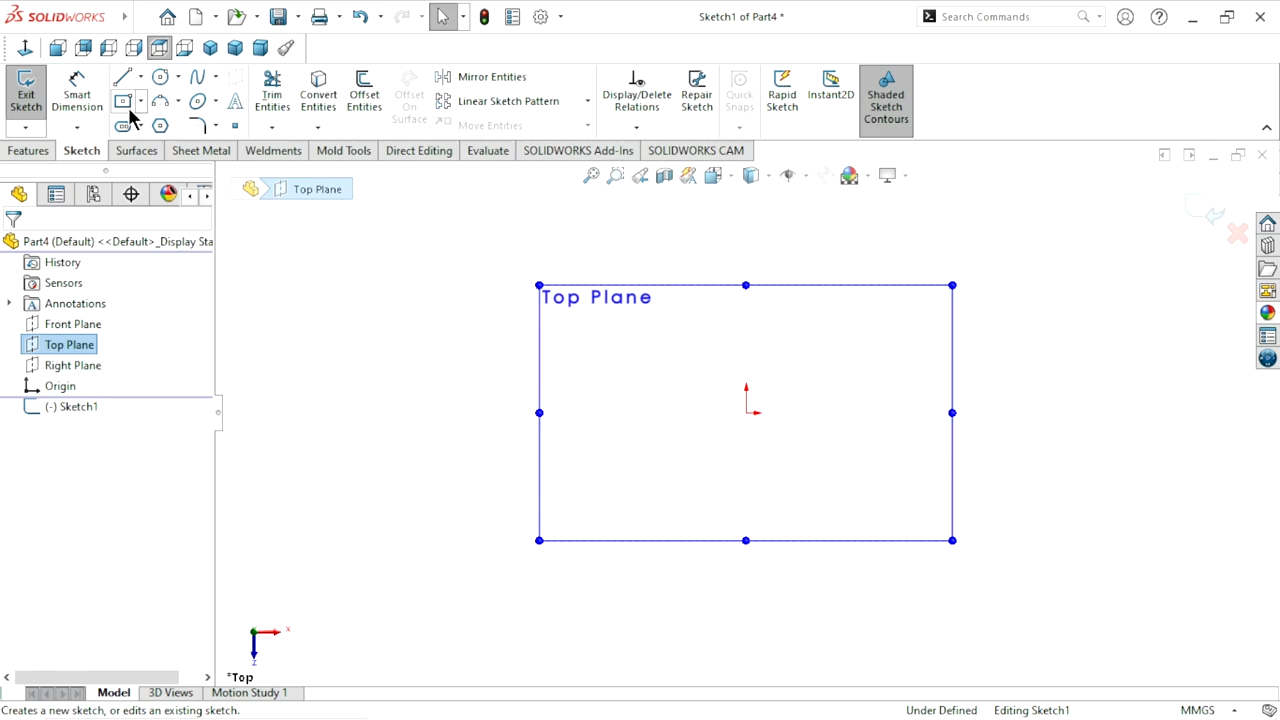 SOLIDWORKS
Sketch1 of Part4 *
Search Commands
Exit Sketch
Smart Dimension
Trim Entities
Convert Entities
Offset Entities
Offset On Surface
Mirror Entities
Linear Sketch Pattern
Move Entities
Display/Delete Relations
Repair Sketch
Quick Snaps
Rapid Sketch
Instant2D
Shaded Sketch Contours
Features
Sketch
Surfaces
Sheet Metal
Weldments
Mold Tools
Direct Editing
Evaluate
SOLIDWORKS Add-Ins
SOLIDWORKS CAM
Top Plane
Part4 (Default) <<Default>_Display Sta
History
Sensors
Annotations
Front Plane
Top Plane
Right Plane
Origin
(-) Sketch1
Top Plane
x
z
*Top
Model
3D Views
Motion Study 1
Creates a new sketch, or edits an existing sketch.
Under Defined
Editing Sketch1
MMGS